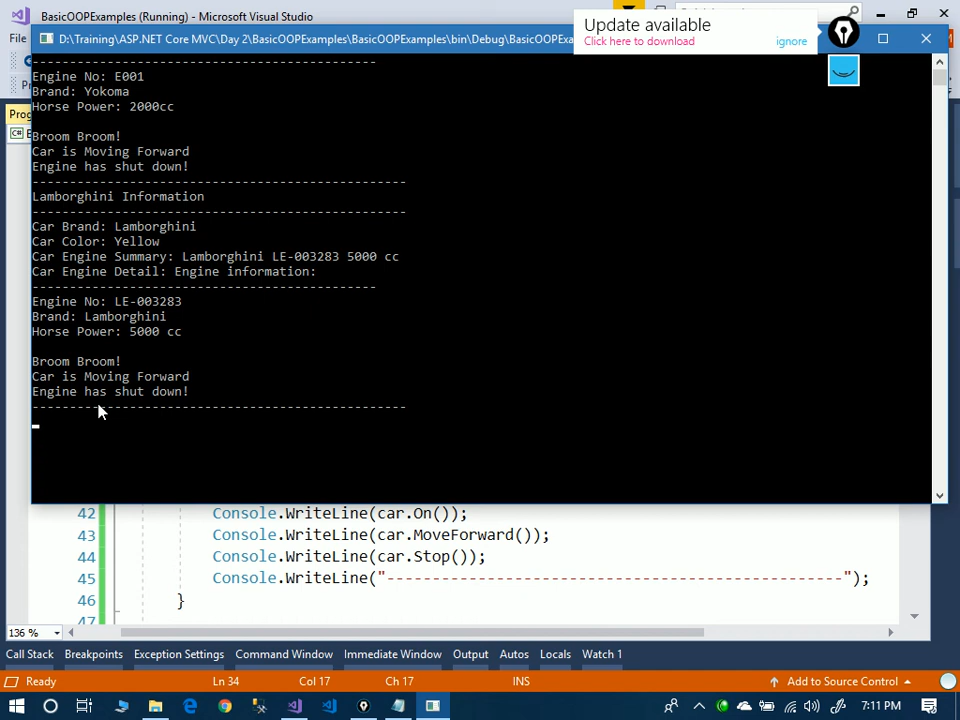 BasicOOPExamples (Running) - Microsoft Visual Studio
File
D:\Training\ASP.NET Core MVC\Day 2\BasicOOPExamples\BasicOOPExamples\bin\Debug\BasicOOPExa
Update available
Click here to download
ignore
-----------------------------------------------
Engine No: E001
Brand: Yokoma
Horse Power: 2000cc
Broom Broom!
Car is Moving Forward
Engine has shut down!
--------------------------------------------------
Lamborghini Information
--------------------------------------------------
Car Brand: Lamborghini
Car Color: Yellow
Car Engine Summary: Lamborghini LE-003283 5000 cc
Car Engine Detail: Engine information:
-----------------------------------------------
Engine No: LE-003283
Brand: Lamborghini
Horse Power: 5000 cc
Broom Broom!
Car is Moving Forward
Engine has shut down!
--------------------------------------------------
42 Console.WriteLine(car.On());
43 Console.WriteLine(car.MoveForward());
44 Console.WriteLine(car.Stop());
45 Console.WriteLine("--------------------------------------------------");
46 }
47
136 %
Call Stack Breakpoints Exception Settings Command Window Immediate Window Output Autos Locals Watch 1
Ready Ln 34 Col 17 Ch 17 INS Add to Source Control
7:11 PM